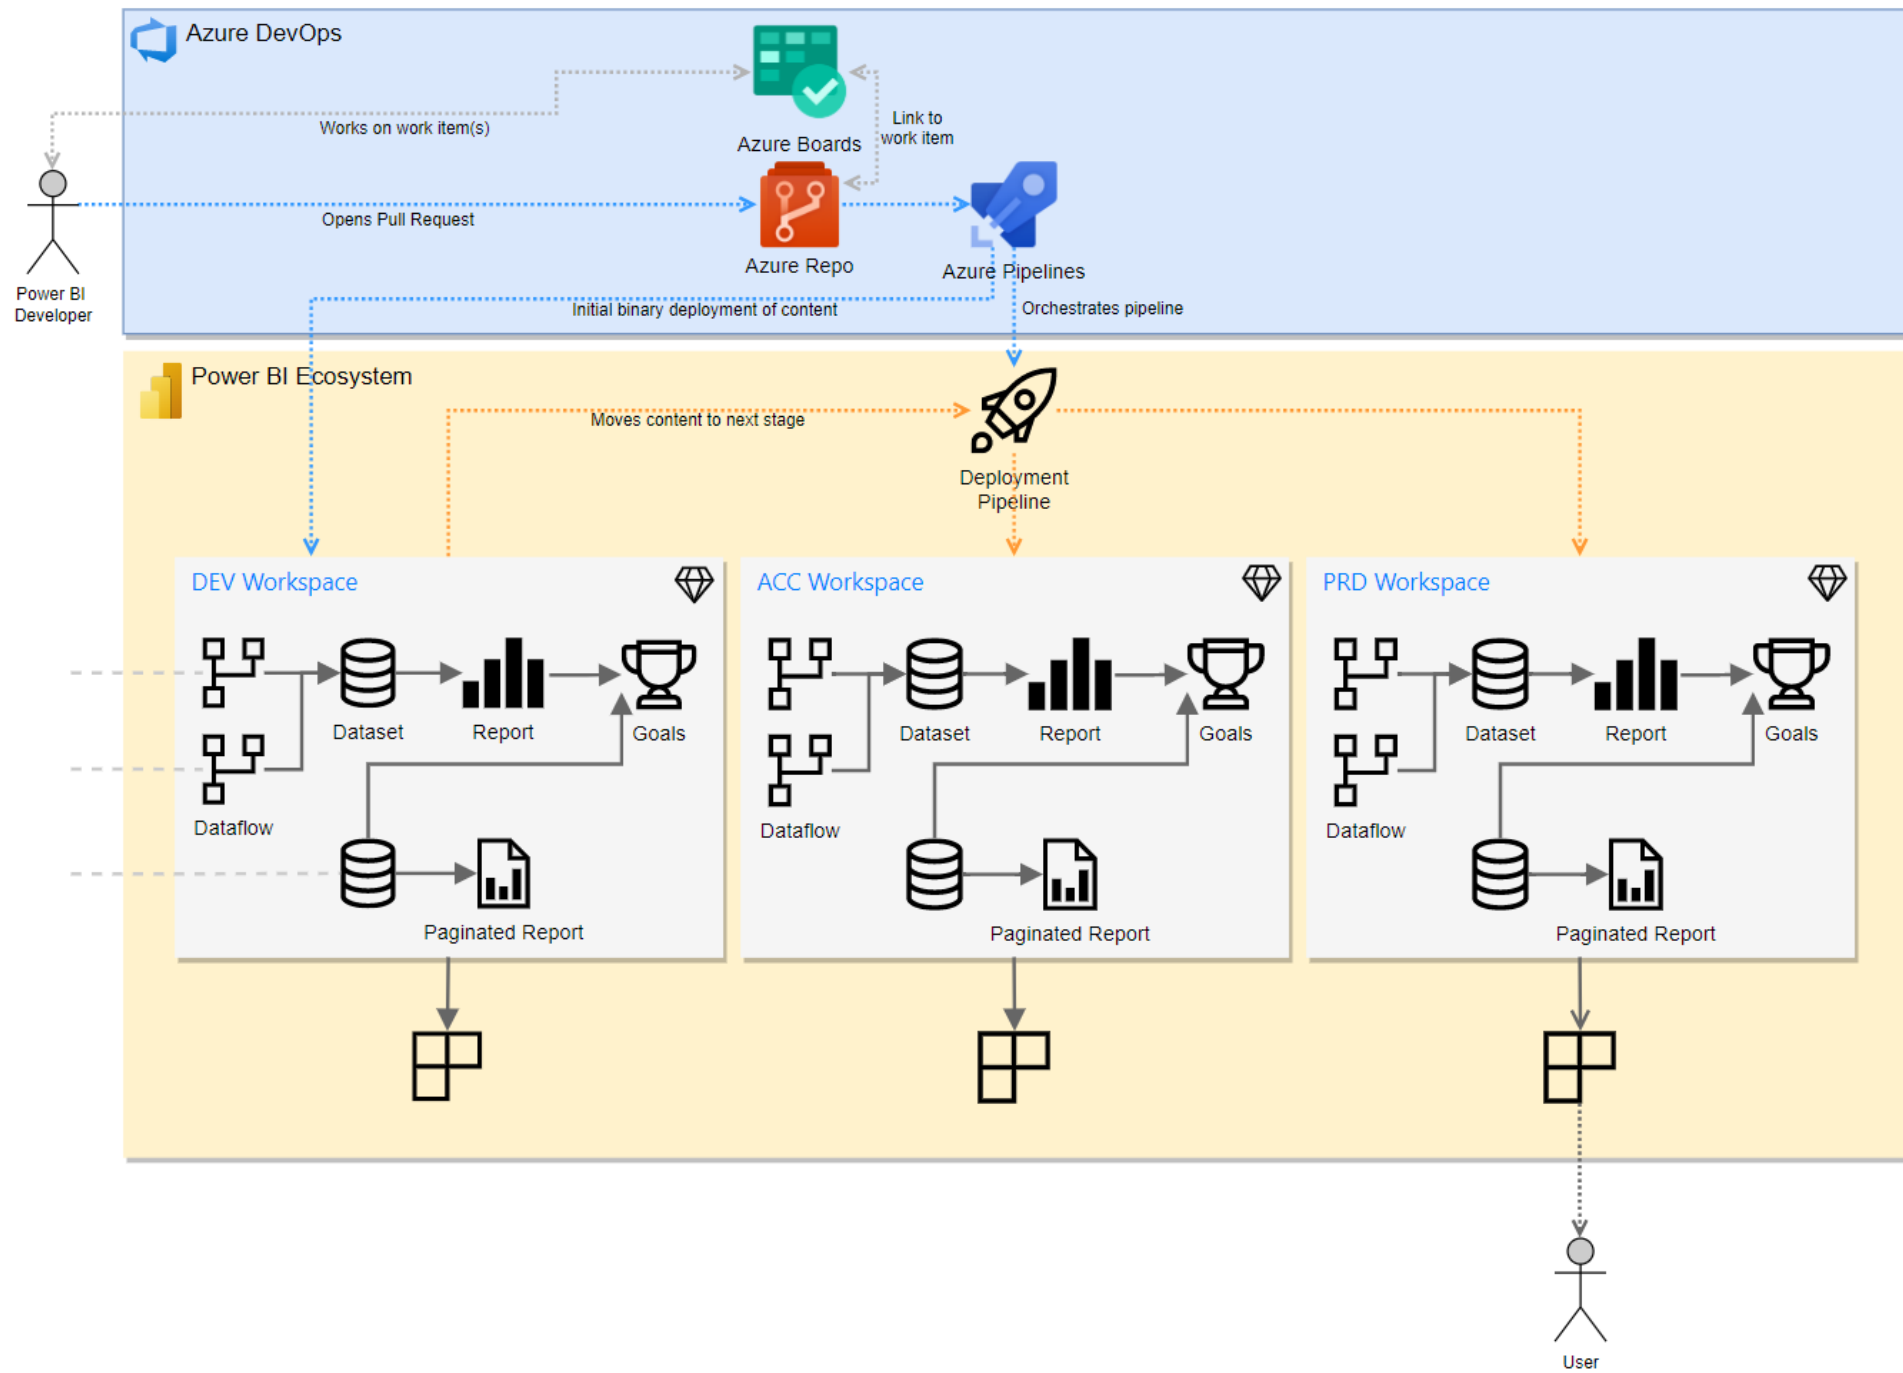 Azure DevOps
Link to
work item
Works on work item(s)
Azure Boards
Opens Pull Request
Azure Repo
Azure Pipelines
Power BI
Developer
Initial binary deployment of content
Orchestrates pipeline
Power BI Ecosystem
Moves content to next stage
Deployment
Pipeline
DEV Workspace
Dataset
Report
Goals
Dataflow
Paginated Report
ACC Workspace
Dataset
Report
Goals
Dataflow
Paginated Report
PRD Workspace
Dataset
Report
Goals
Dataflow
Paginated Report
User